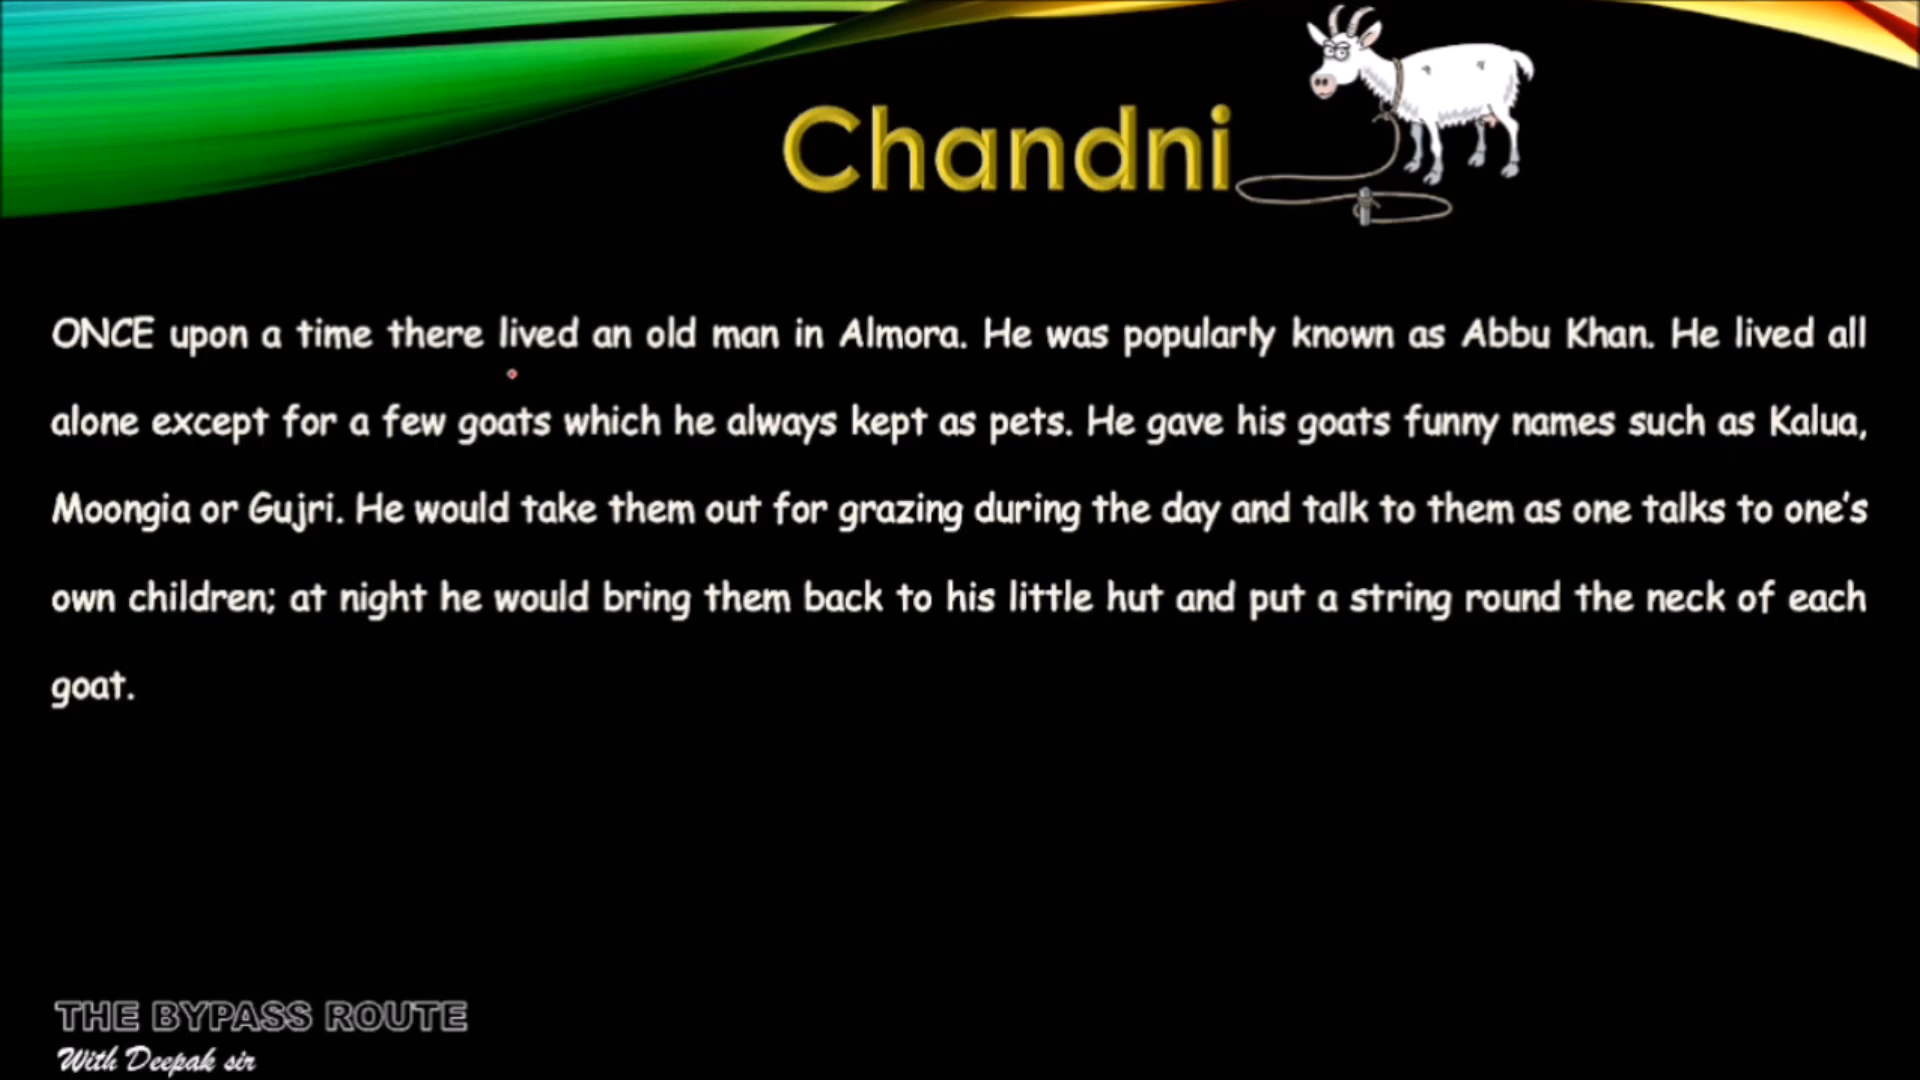 Chandni
ONCE upon a time there lived an old man in Almora. He was popularly known as Abbu Khan. He lived all
alone except for a few goats which he always kept as pets. He gave his goats funny names such as Kalua,
Moongia or Gujri. He would take them out for grazing during the day and talk to them as one talks to one's
own children; at night he would bring them back to his little hut and put a string round the neck of each
goat.
THE BYPASS ROUTE
With Deepak sir